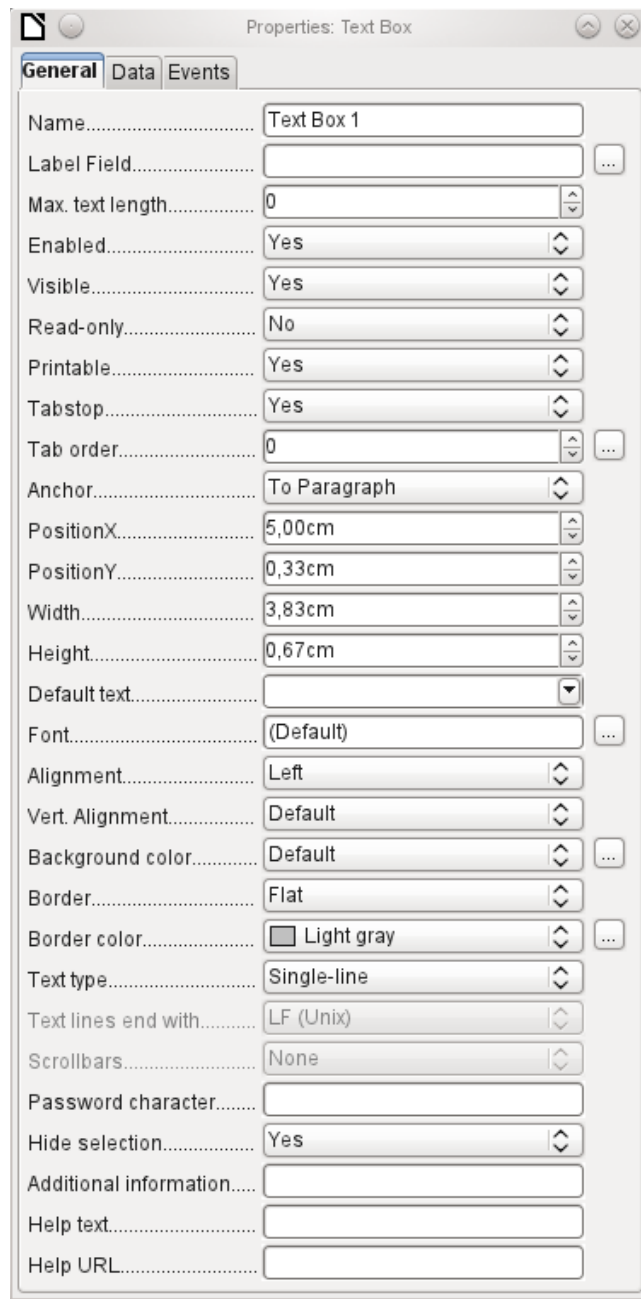 Properties: Text Box
General Data Events
Name.............................. Text Box 1
Label Field...................... ...
Max. text length............... 0
Enabled.......................... Yes
Visible............................ Yes
Read-only....................... No
Printable......................... Yes
Tabstop.......................... Yes
Tab order........................ 0 ...
Anchor............................ To Paragraph
PositionX......................... 5,00cm
PositionY......................... 0,33cm
Width.............................. 3,83cm
Height............................. 0,67cm
Default text......................
Font................................ (Default) ...
Alignment........................ Left
Vert. Alignment............... Default
Background color............ Default ...
Border............................. Flat
Border color.................... Light gray ...
Text type......................... Single-line
Text lines end with.......... LF (Unix)
Scrollbars........................ None
Password character........
Hide selection................. Yes
Additional information.....
Help text..........................
Help URL.........................